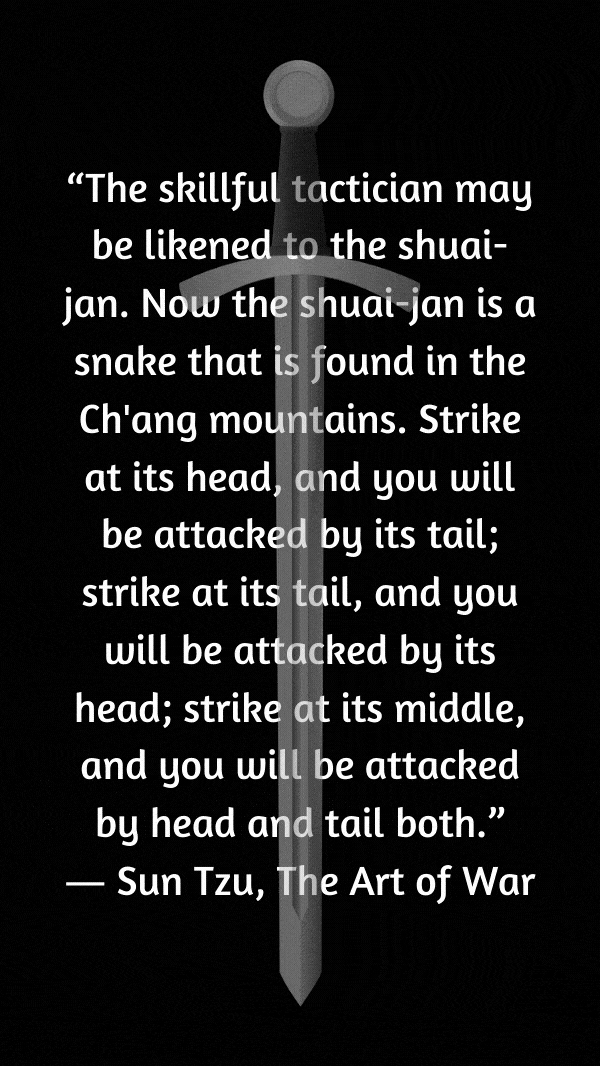 “The skillful tactician may
be likened to the shuai-
jan. Now the shuai-jan is a
snake that is found in the
Ch'ang mountains. Strike
at its head, and you will
be attacked by its tail;
strike at its tail, and you
will be attacked by its
head; strike at its middle,
and you will be attacked
by head and tail both.”
— Sun Tzu, The Art of War